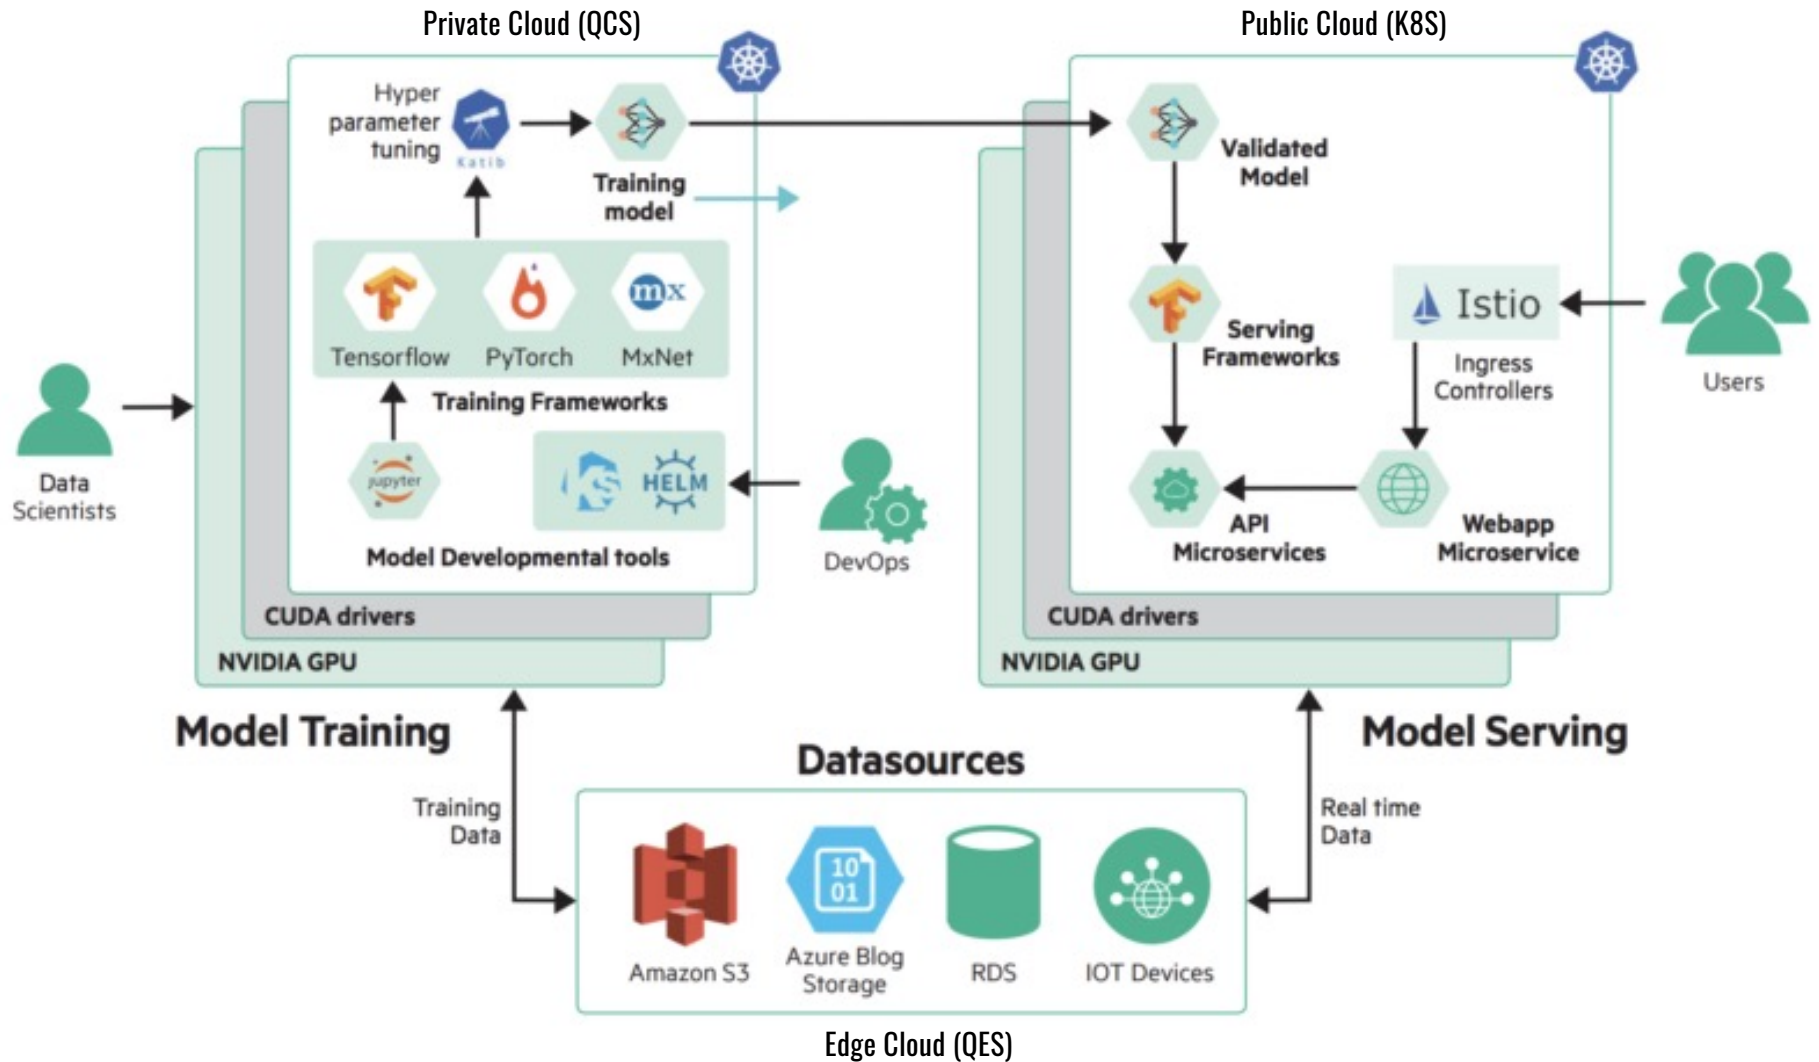 Private Cloud (QCS)
Public Cloud (K8S)
Hyper
parameter
tuning
Katib
Training
model
Tensorflow
PyTorch
mx
MxNet
Training Frameworks
jupyter
KS
HELM
Model Developmental tools
CUDA drivers
NVIDIA GPU
Data
Scientists
DevOps
Validated
Model
Serving
Frameworks
Istio
Ingress
Controllers
Users
API
Microservices
Webapp
Microservice
CUDA drivers
NVIDIA GPU
Model Training
Model Serving
Datasources
Training
Data
Real time
Data
10
01
Amazon S3
Azure Blog
Storage
RDS
IOT Devices
Edge Cloud (QES)